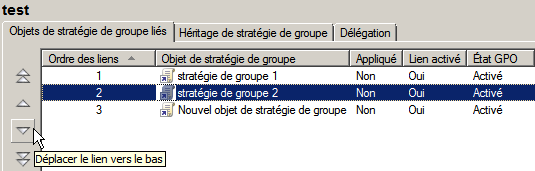 test
Objets de stratégie de groupe liés Héritage de stratégie de groupe Délégation
Ordre des liens Objet de stratégie de groupe Appliqué Lien activé État GPO
1 stratégie de groupe 1 Non Oui Activé
2 stratégie de groupe 2 Non Oui Activé
3 Nouvel objet de stratégie de groupe Non Oui Activé
Déplacer le lien vers le bas